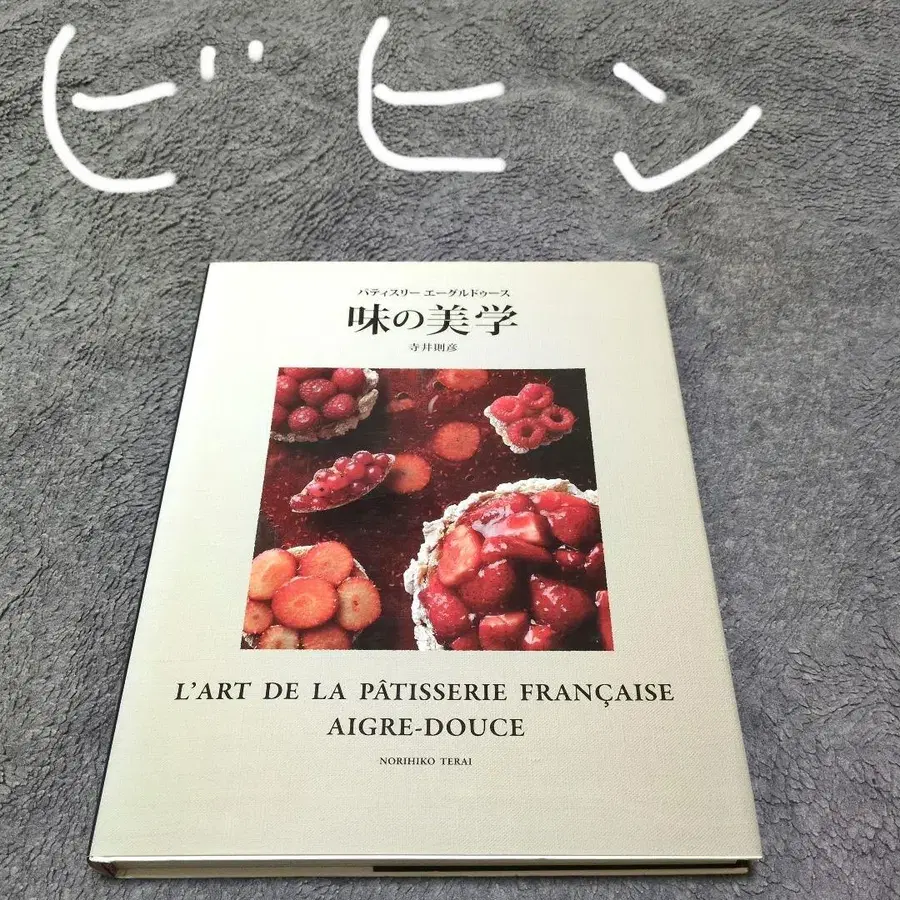 ビヒン
パティスリー エーグルドゥース
味の美学
寺井則彦
L'ART DE LA PÂTISSERIE FRANÇAISE
AIGRE-DOUCE
NORIHIKO TERAI